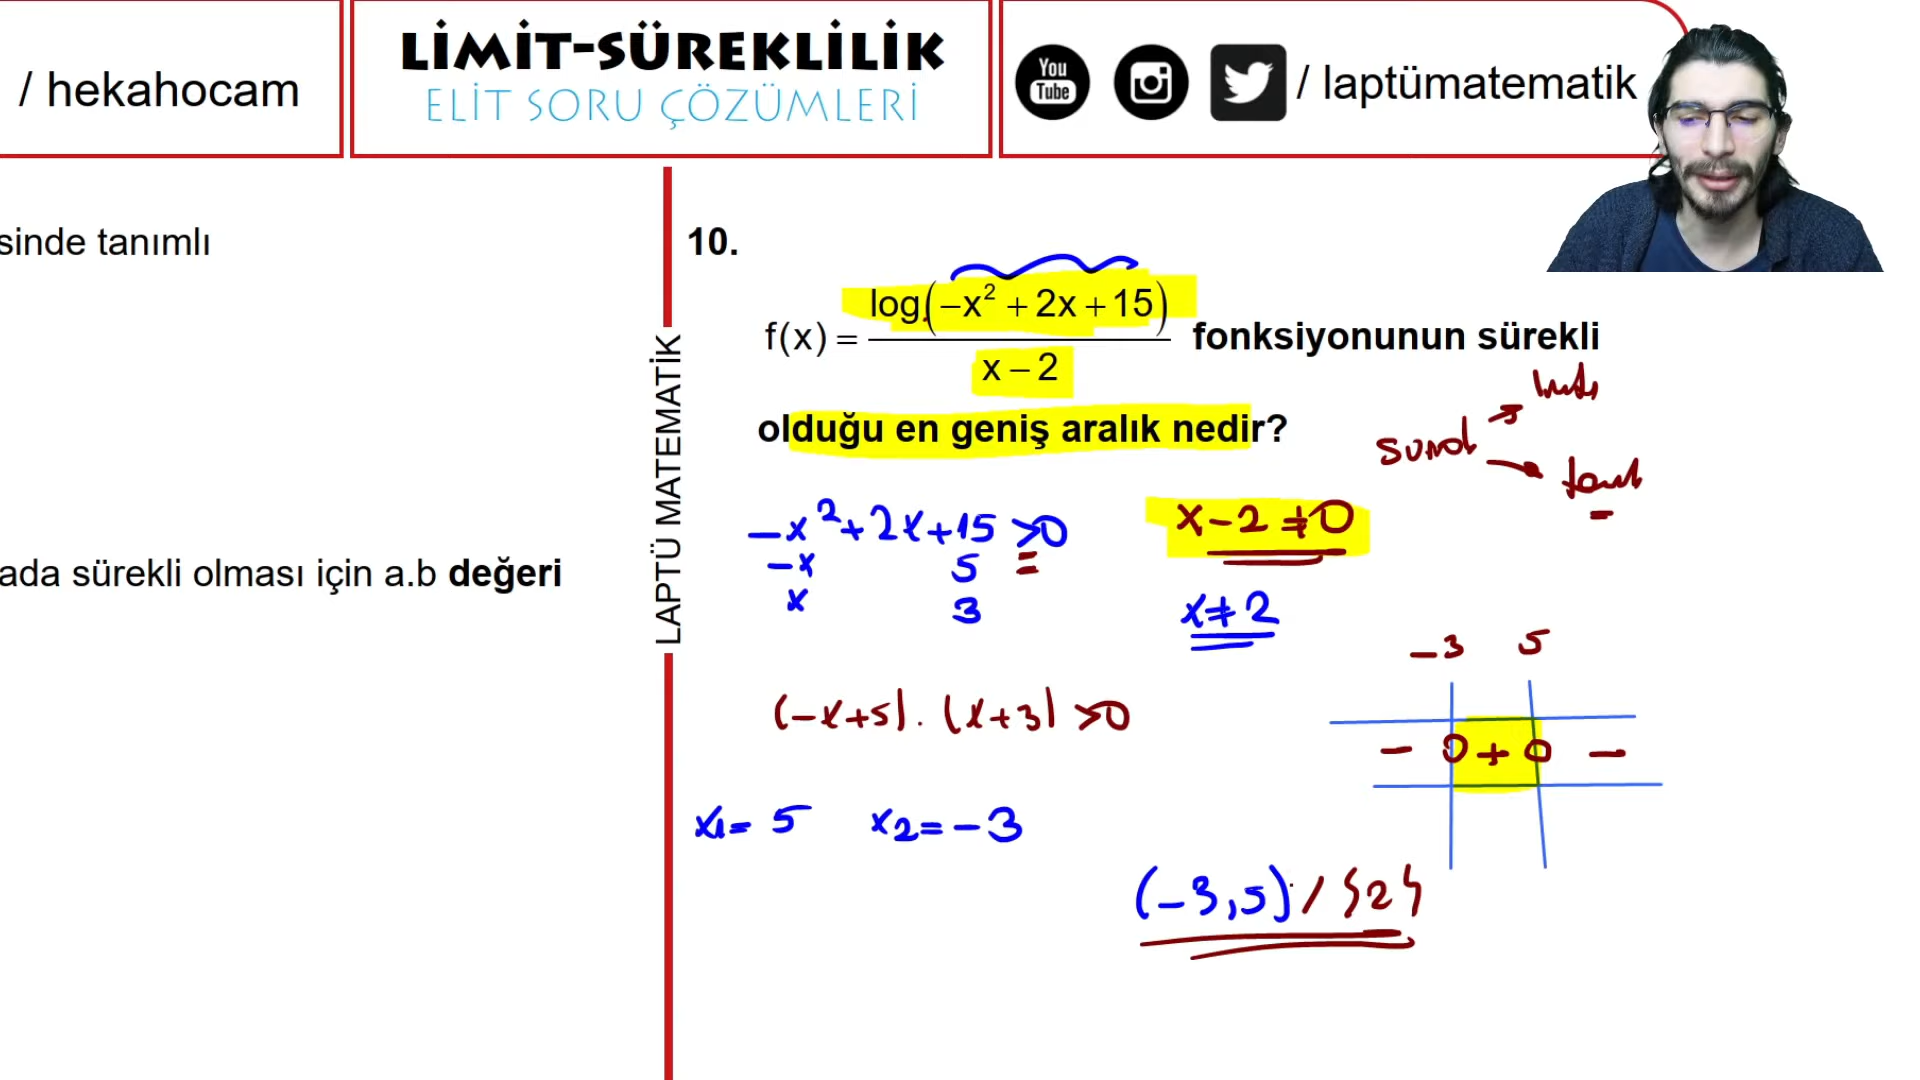 / hekahocam
LİMİT-SÜREKLİLİK
ELİT SORU ÇÖZÜMLERİ
You
Tube
/ laptümatematik
sinde tanımlı
ada sürekli olması için a.b değeri
LAPTÜ MATEMATİK
10.
f(x) = log(−x² + 2x + 15) / x − 2 fonksiyonunun sürekli
olduğu en geniş aralık nedir?
−x² + 2x + 15 > 0
−x 5
x 3
x − 2 ≠ 0
x ≠ 2
(−x+5) . (x+3) > 0
x1 = 5 x2 = −3
−3 5
− 0 + 0 −
(−3,5) / {2}